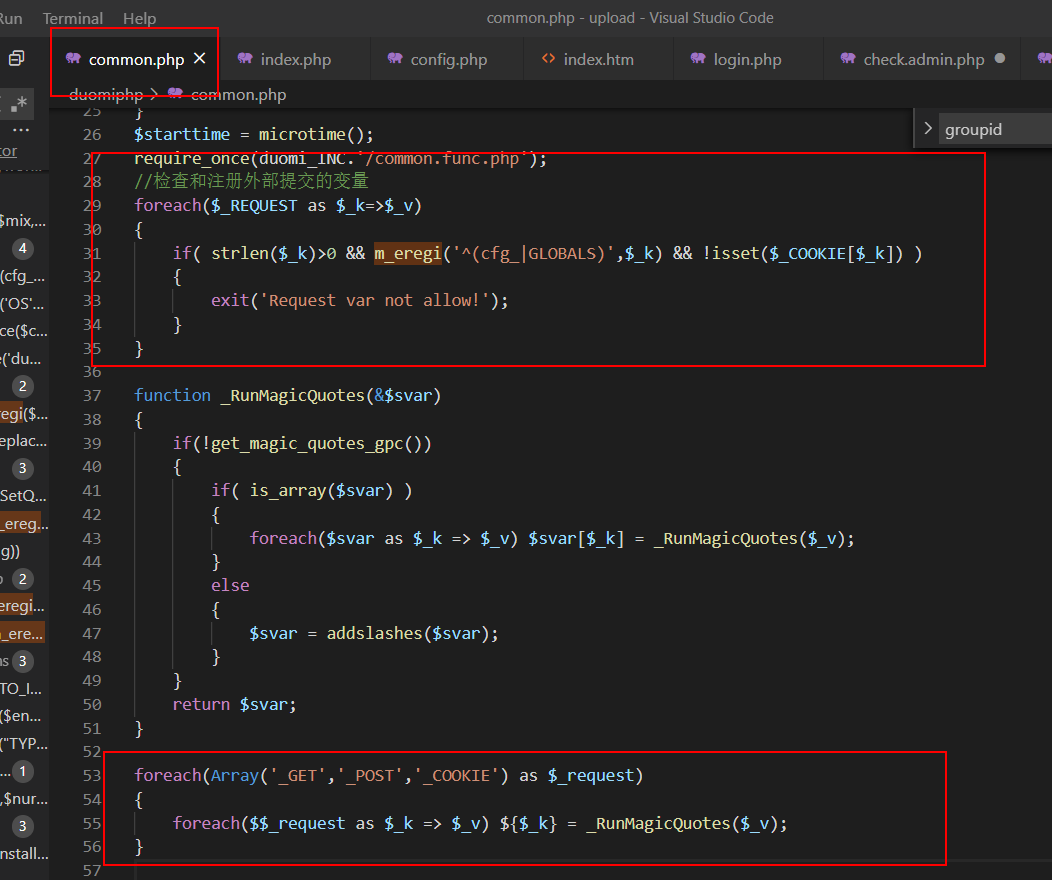 Run Terminal Help common.php - upload - Visual Studio Code
common.php × index.php config.php index.htm login.php check.admin.php
duomiphp > common.php
.*
...
tor
> groupid
$mix,...
4
(cfg_...
('OS'...
ce($c...
e('du...
2
regi($...
eplac...
3
SetQ...
_ereg...
g))
2
eregi...
_ere...
ns 3
TO_I...
($en...
("TYP...
... 1
,$nur...
3
nstall...
25 }
26 $starttime = microtime();
27 require_once(duomi_INC.'/common.func.php');
28 //检查和注册外部提交的变量
29 foreach($_REQUEST as $_k=>$_v)
30 {
31 if( strlen($_k)>0 && m_eregi('^(cfg_|GLOBALS)',$_k) && !isset($_COOKIE[$_k]) )
32 {
33 exit('Request var not allow!');
34 }
35 }
36
37 function _RunMagicQuotes(&$svar)
38 {
39 if(!get_magic_quotes_gpc())
40 {
41 if( is_array($svar) )
42 {
43 foreach($svar as $_k => $_v) $svar[$_k] = _RunMagicQuotes($_v);
44 }
45 else
46 {
47 $svar = addslashes($svar);
48 }
49 }
50 return $svar;
51 }
52
53 foreach(Array('_GET','_POST','_COOKIE') as $_request)
54 {
55 foreach($$_request as $_k => $_v) ${$_k} = _RunMagicQuotes($_v);
56 }
57